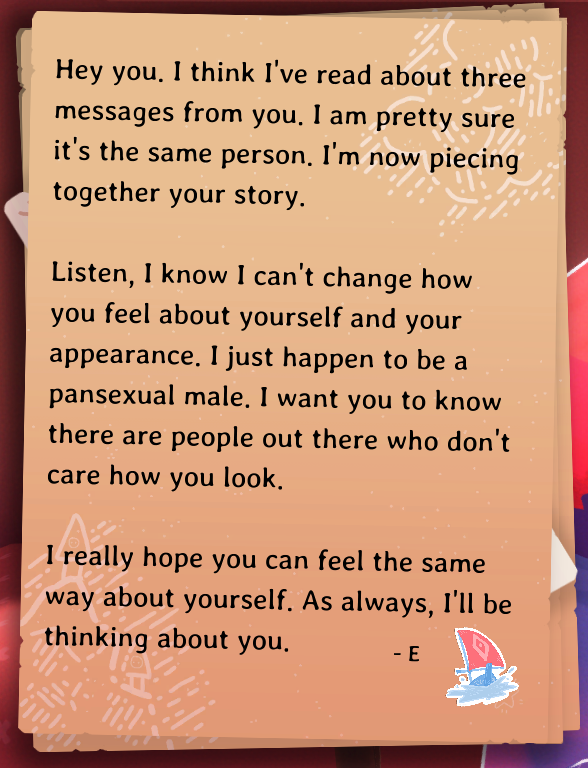 Hey you. I think I've read about three
messages from you. I am pretty sure
it's the same person. I'm now piecing
together your story.
Listen, I know I can't change how
you feel about yourself and your
appearance. I just happen to be a
pansexual male. I want you to know
there are people out there who don't
care how you look.
I really hope you can feel the same
way about yourself. As always, I'll be
thinking about you.
- E